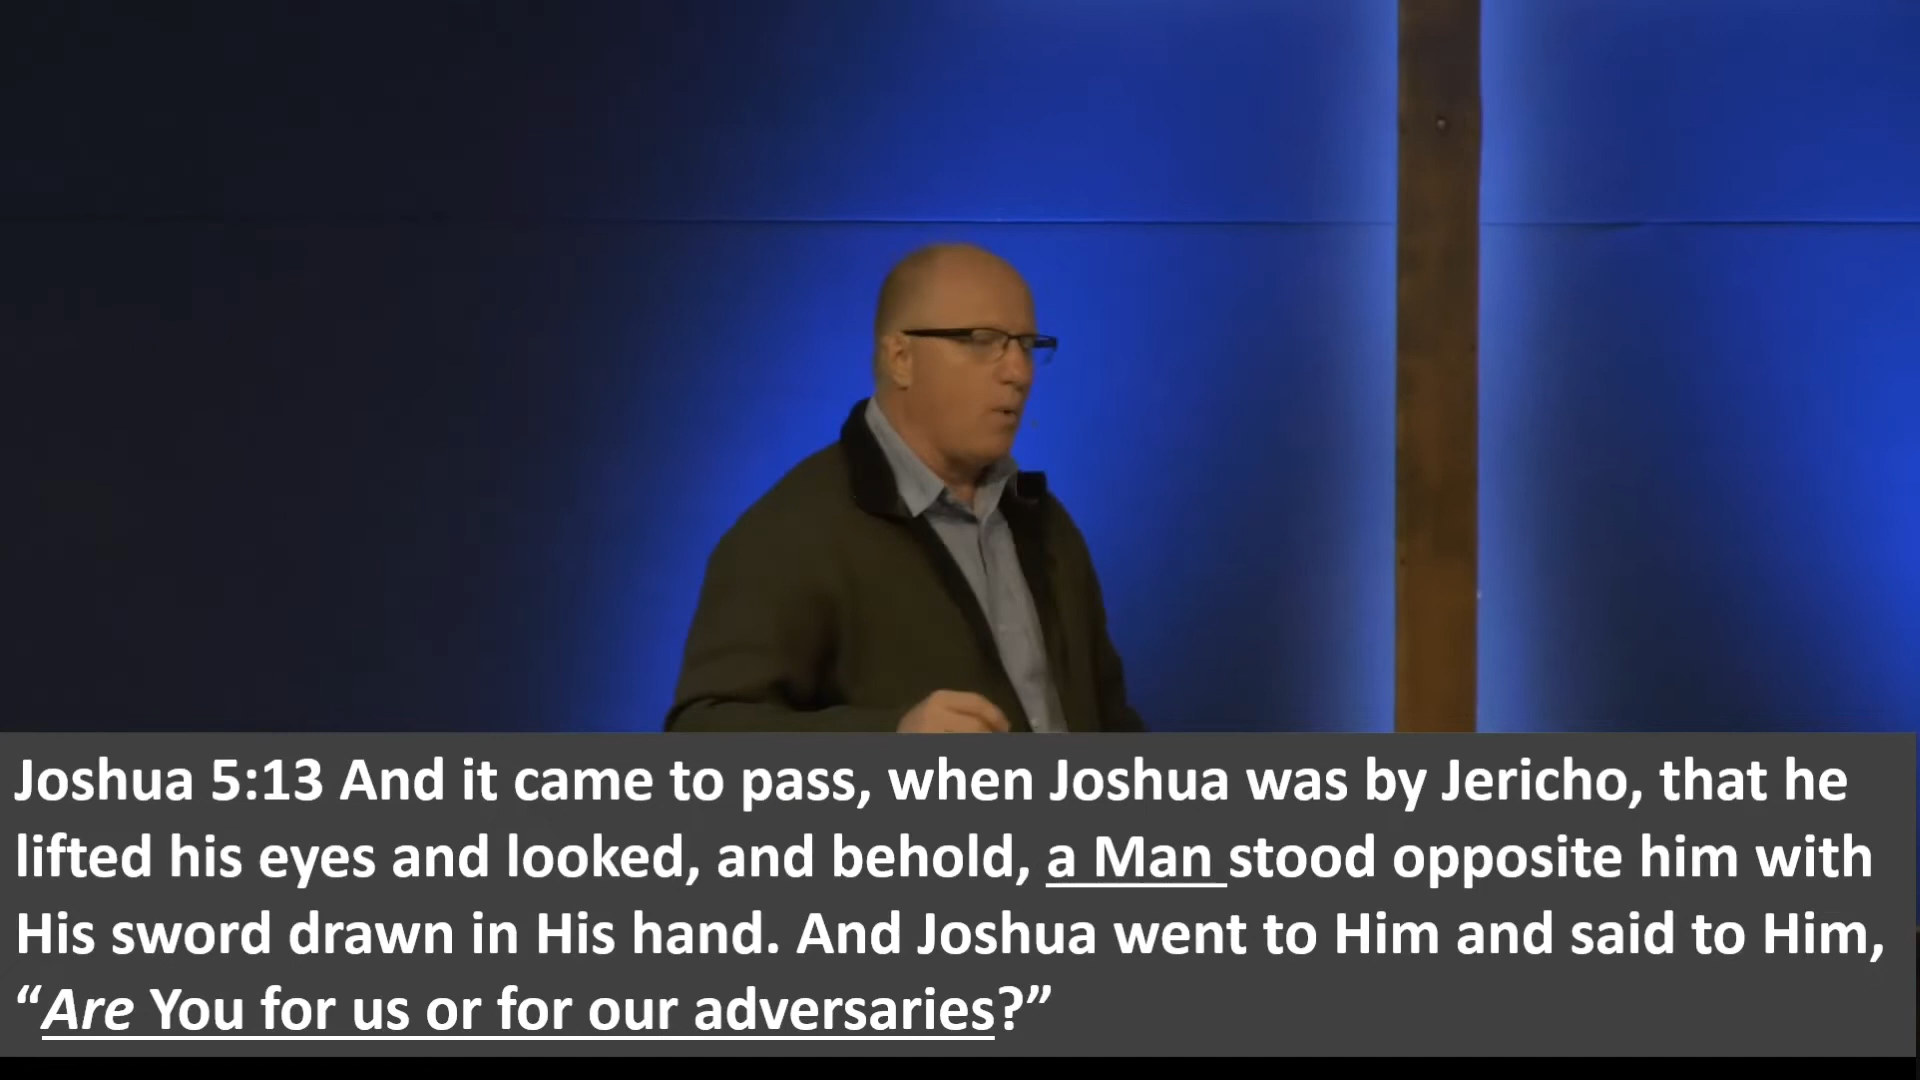 Joshua 5:13 And it came to pass, when Joshua was by Jericho, that he
lifted his eyes and looked, and behold, a Man stood opposite him with
His sword drawn in His hand. And Joshua went to Him and said to Him,
“Are You for us or for our adversaries?”